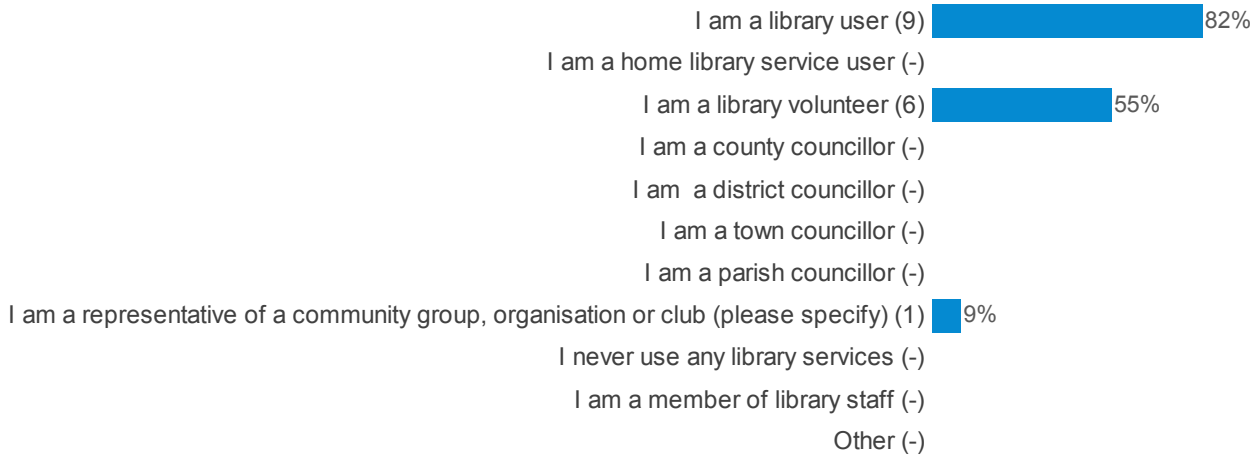 I am a library user (9) 82%
I am a home library service user (-)
I am a library volunteer (6) 55%
I am a county councillor (-)
I am  a district councillor (-)
I am a town councillor (-)
I am a parish councillor (-)
I am a representative of a community group, organisation or club (please specify) (1) 9%
I never use any library services (-)
I am a member of library staff (-)
Other (-)